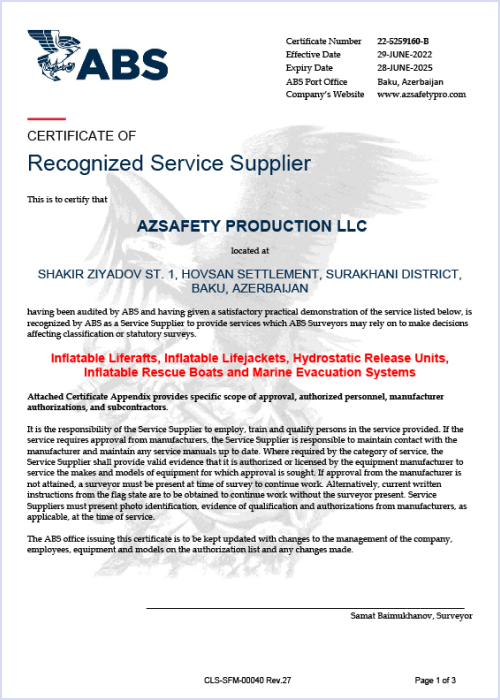 ABS
Certificate Number 22-5259160-B
Effective Date 29-JUNE-2022
Expiry Date 28-JUNE-2025
ABS Port Office Baku, Azerbaijan
Company's Website www.azsafetypro.com
CERTIFICATE OF
Recognized Service Supplier
This is to certify that
AZSAFETY PRODUCTION LLC
located at
SHAKIR ZIYADOV ST. 1, HOVSAN SETTLEMENT, SURAKHANI DISTRICT,
BAKU, AZERBAIJAN
having been audited by ABS and having given a satisfactory practical demonstration of the service listed below, is
recognized by ABS as a Service Supplier to provide services which ABS Surveyors may rely on to make decisions
affecting classification or statutory surveys.
Inflatable Liferafts, Inflatable Lifejackets, Hydrostatic Release Units,
Inflatable Rescue Boats and Marine Evacuation Systems
Attached Certificate Appendix provides specific scope of approval, authorized personnel, manufacturer
authorizations, and subcontractors.
It is the responsibility of the Service Supplier to employ, train and qualify persons in the service provided. If the
service requires approval from manufacturers, the Service Supplier is responsible to maintain contact with the
manufacturer and maintain any service manuals up to date. Where required by the category of service, the
Service Supplier shall provide valid evidence that it is authorized or licensed by the equipment manufacturer to
service the makes and models of equipment for which approval is sought. If approval from the manufacturer is
not attained, a surveyor must be present at time of survey to continue work. Alternatively, current written
instructions from the flag state are to be obtained to continue work without the surveyor present. Service
Suppliers must present photo identification, evidence of qualification and authorizations from manufacturers, as
applicable, at the time of service.
The ABS office issuing this certificate is to be kept updated with changes to the management of the company,
employees, equipment and models on the authorization list and any changes made.
Samat Baimukhanov, Surveyor
CLS-SFM-00040 Rev.27
Page 1 of 3